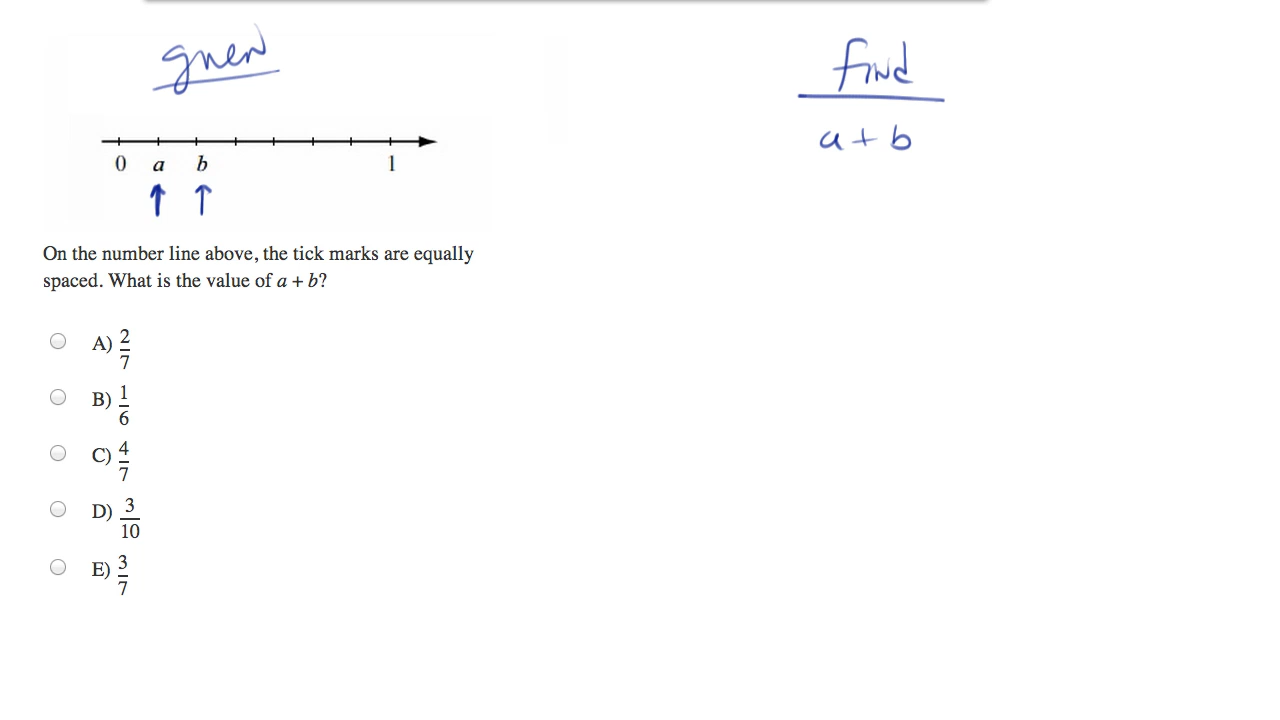 given
find
a + b
0 a b 1
On the number line above, the tick marks are equally
spaced. What is the value of a + b?
A) 2/7
B) 1/6
C) 4/7
D) 3/10
E) 3/7